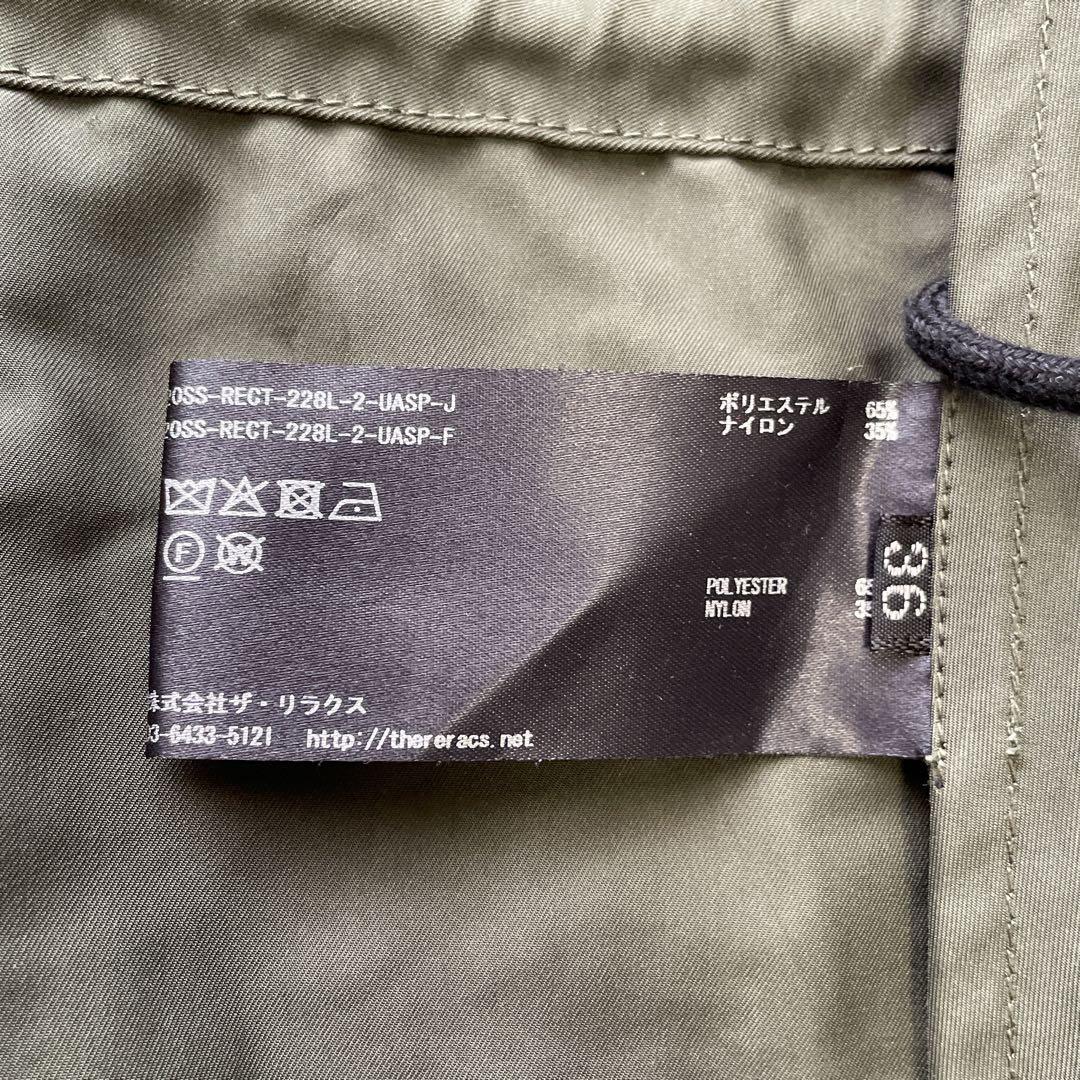 20SS-RECT-228L-2-UASP-J
20SS-RECT-228L-2-UASP-F
ポリエステル 65%
ナイロン 35%
F
W
POLYESTER 65
NYLON 35
36
株式会社ザ・リラクス
03-6433-5121 http://thereracs.net